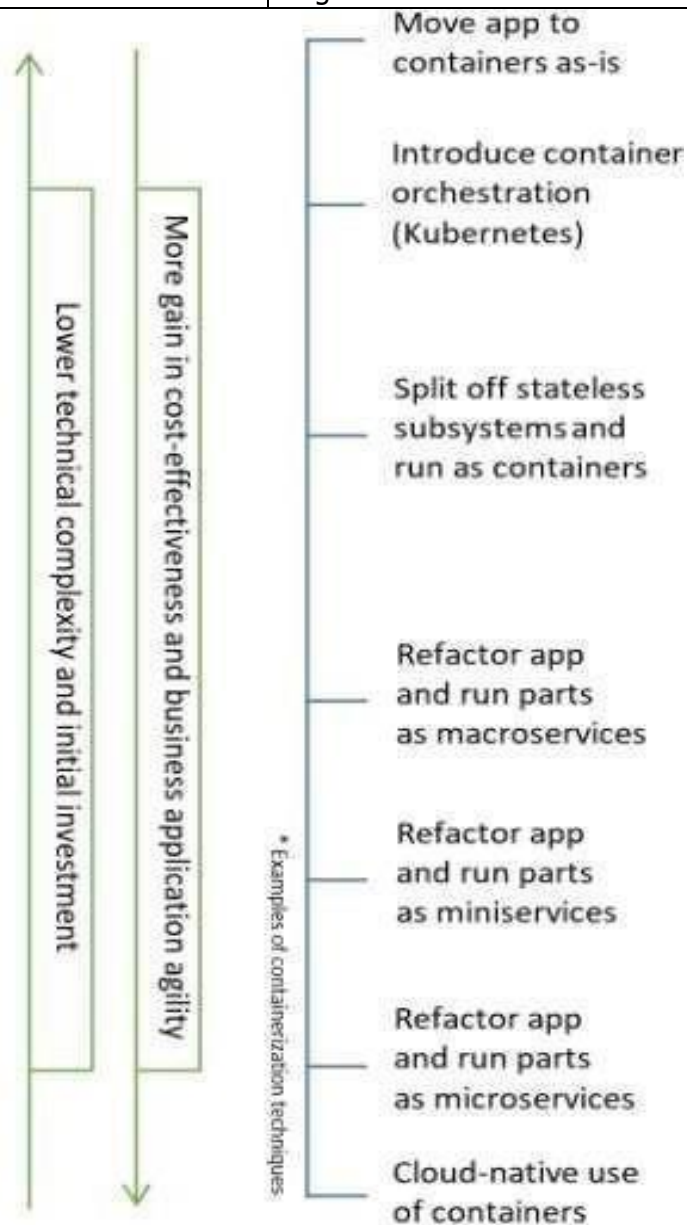 Move app to
containers as-is
Introduce container
orchestration
(Kubernetes)
Split off stateless
subsystems and
run as containers
Refactor app
and run parts
as macroservices
Refactor app
and run parts
as miniservices
Refactor app
and run parts
as microservices
Cloud-native use
of containers
Lower technical complexity and initial investment
More gain in cost-effectiveness and business application agility
* Examples of containerization techniques